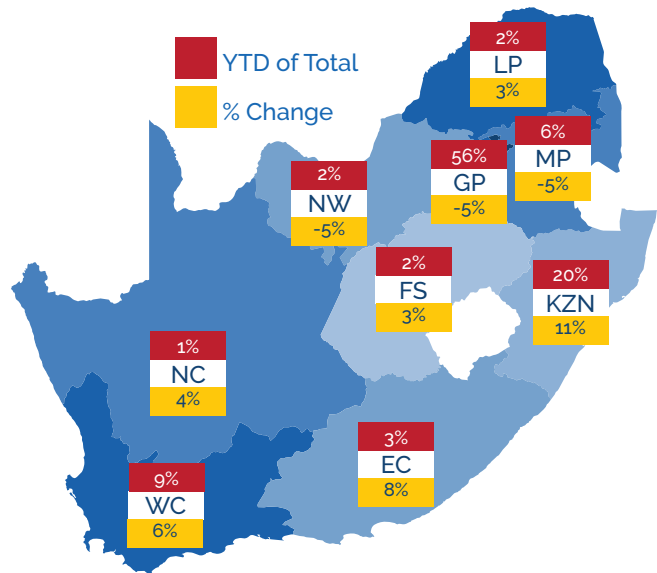 YTD of Total
% Change
2%
LP
3%
6%
MP
-5%
56%
GP
-5%
2%
NW
-5%
2%
FS
3%
20%
KZN
11%
1%
NC
4%
3%
EC
8%
9%
WC
6%